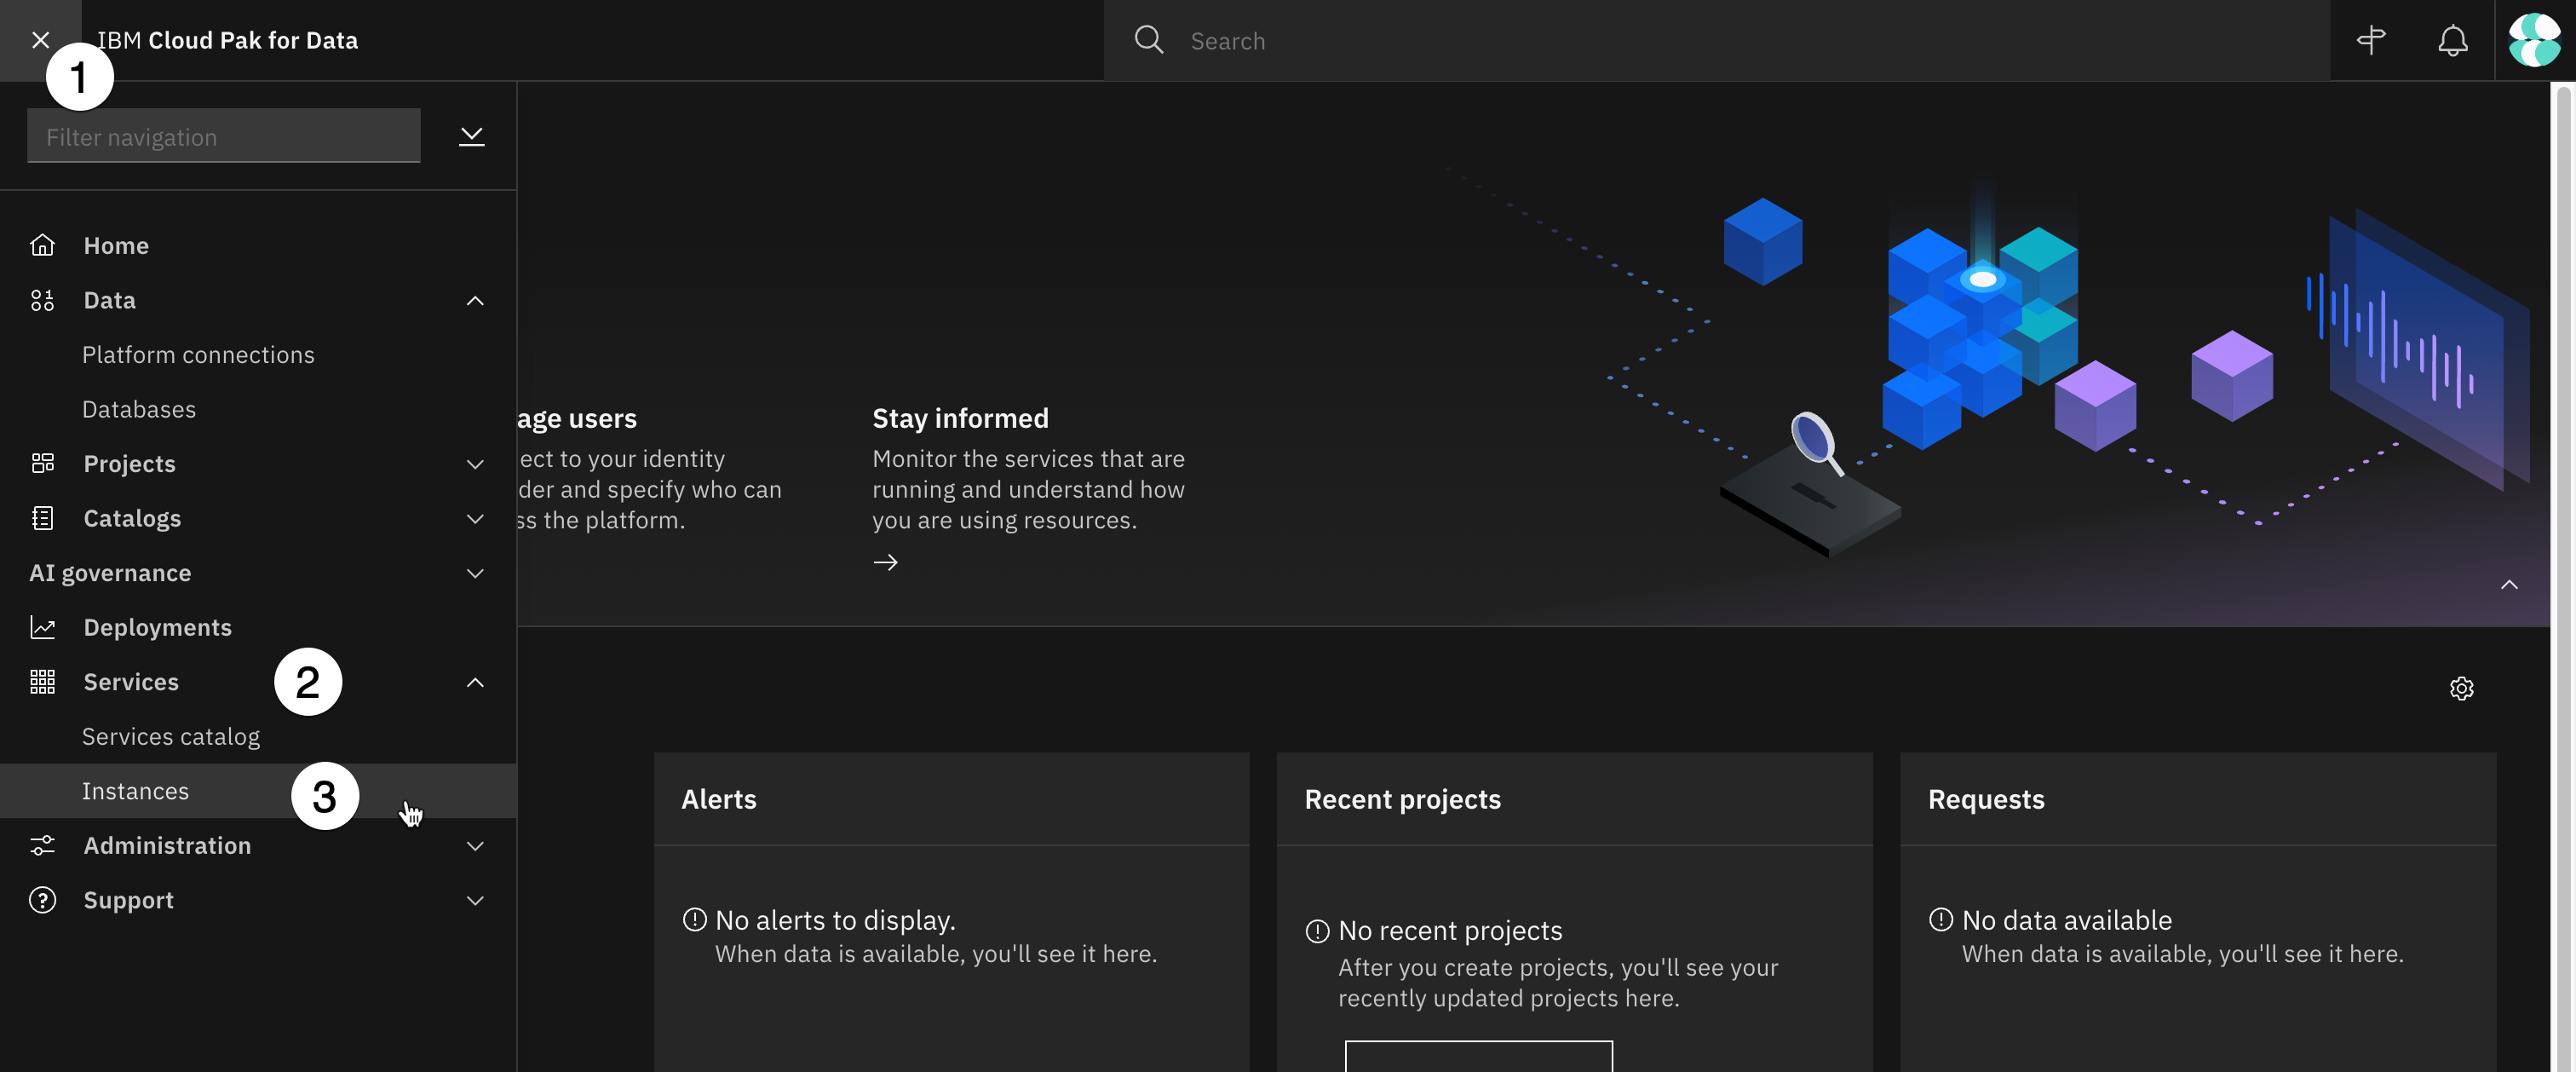 IBM Cloud Pak for Data
Search
1
Filter navigation
Home
Data
Platform connections
Databases
Projects
Catalogs
AI governance
Deployments
Services
2
Services catalog
Instances
3
Administration
Support
age users
ect to your identity
der and specify who can
ss the platform.
Stay informed
Monitor the services that are
running and understand how
you are using resources.
Alerts
No alerts to display.
When data is available, you'll see it here.
Recent projects
No recent projects
After you create projects, you'll see your
recently updated projects here.
Requests
No data available
When data is available, you'll see it here.